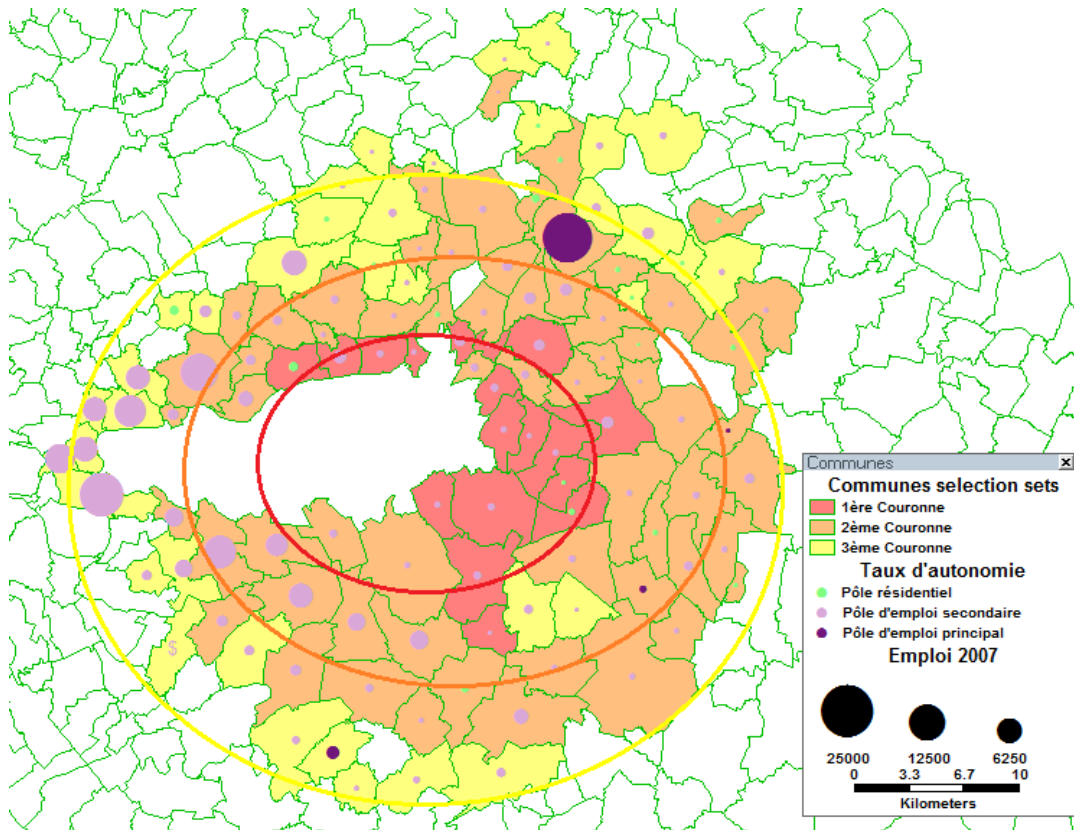 $
Communes
Communes selection sets
1ère Couronne
2ème Couronne
3ème Couronne
Taux d'autonomie
Pôle résidentiel
Pôle d'emploi secondaire
Pôle d'emploi principal
Emploi 2007
25000 12500 6250
0 3.3 6.7 10
Kilometers